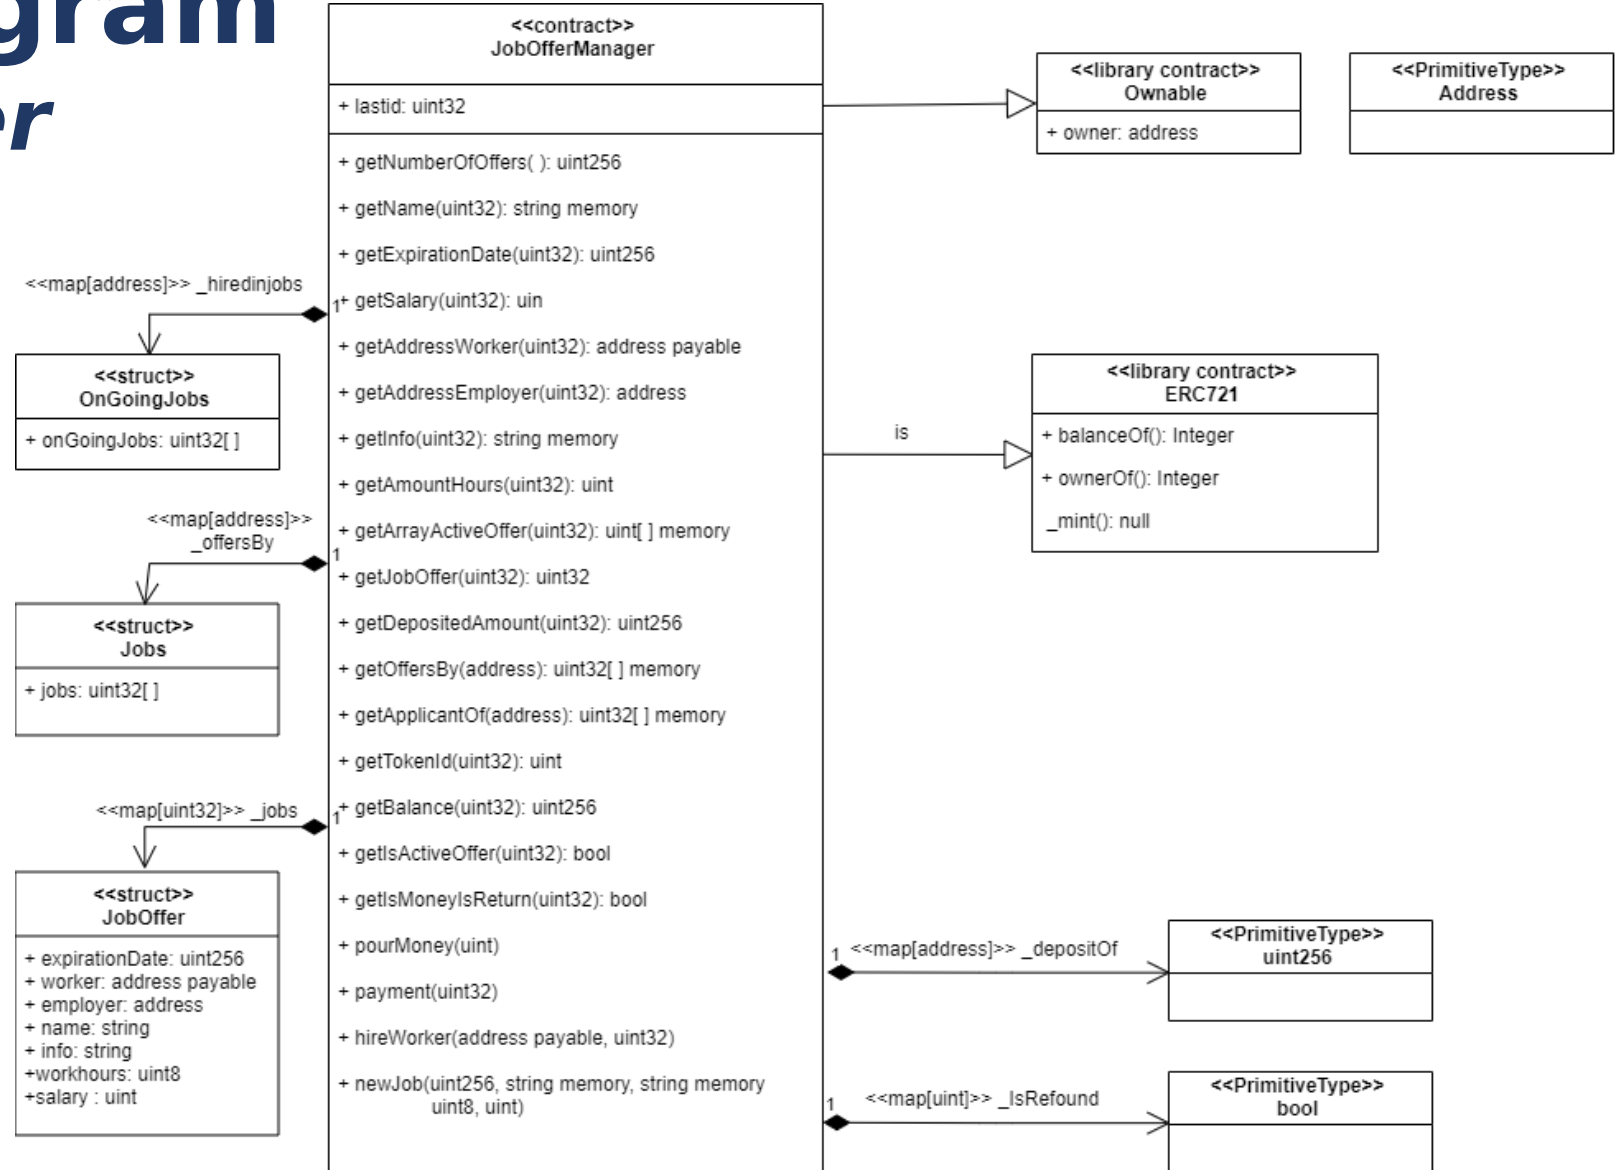 gram
er
<<contract>>
JobOfferManager
+ lastid: uint32
+ getNumberOfOffers( ): uint256
+ getName(uint32): string memory
+ getExpirationDate(uint32): uint256
+ getSalary(uint32): uin
+ getAddressWorker(uint32): address payable
+ getAddressEmployer(uint32): address
+ getInfo(uint32): string memory
+ getAmountHours(uint32): uint
+ getArrayActiveOffer(uint32): uint[ ] memory
+ getJobOffer(uint32): uint32
+ getDepositedAmount(uint32): uint256
+ getOffersBy(address): uint32[ ] memory
+ getApplicantOf(address): uint32[ ] memory
+ getTokenId(uint32): uint
+ getBalance(uint32): uint256
+ getIsActiveOffer(uint32): bool
+ getIsMoneyIsReturn(uint32): bool
+ pourMoney(uint)
+ payment(uint32)
+ hireWorker(address payable, uint32)
+ newJob(uint256, string memory, string memory
uint8, uint)
<<map[address]>> _hiredinjobs
1
<<struct>>
OnGoingJobs
+ onGoingJobs: uint32[ ]
<<map[address]>>
_offersBy
1
<<struct>>
Jobs
+ jobs: uint32[ ]
<<map[uint32]>> _jobs
1
<<struct>>
JobOffer
+ expirationDate: uint256
+ worker: address payable
+ employer: address
+ name: string
+ info: string
+workhours: uint8
+salary : uint
<<library contract>>
Ownable
+ owner: address
<<PrimitiveType>>
Address
is
<<library contract>>
ERC721
+ balanceOf(): Integer
+ ownerOf(): Integer
_mint(): null
1 <<map[address]>> _depositOf
<<PrimitiveType>>
uint256
1 <<map[uint]>> _IsRefound
<<PrimitiveType>>
bool